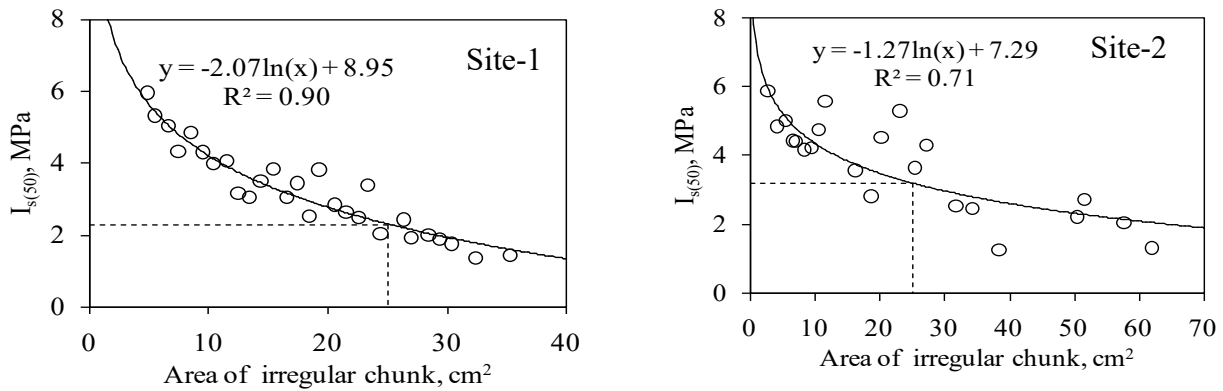 8
6
4
2
0
I_s(50), MPa
y = -2.07ln(x) + 8.95
R² = 0.90
Site-1
0 10 20 30 40
Area of irregular chunk, cm²
8
6
4
2
0
I_s(50), MPa
y = -1.27ln(x) + 7.29
R² = 0.71
Site-2
0 10 20 30 40 50 60 70
Area of irregular chunk, cm²